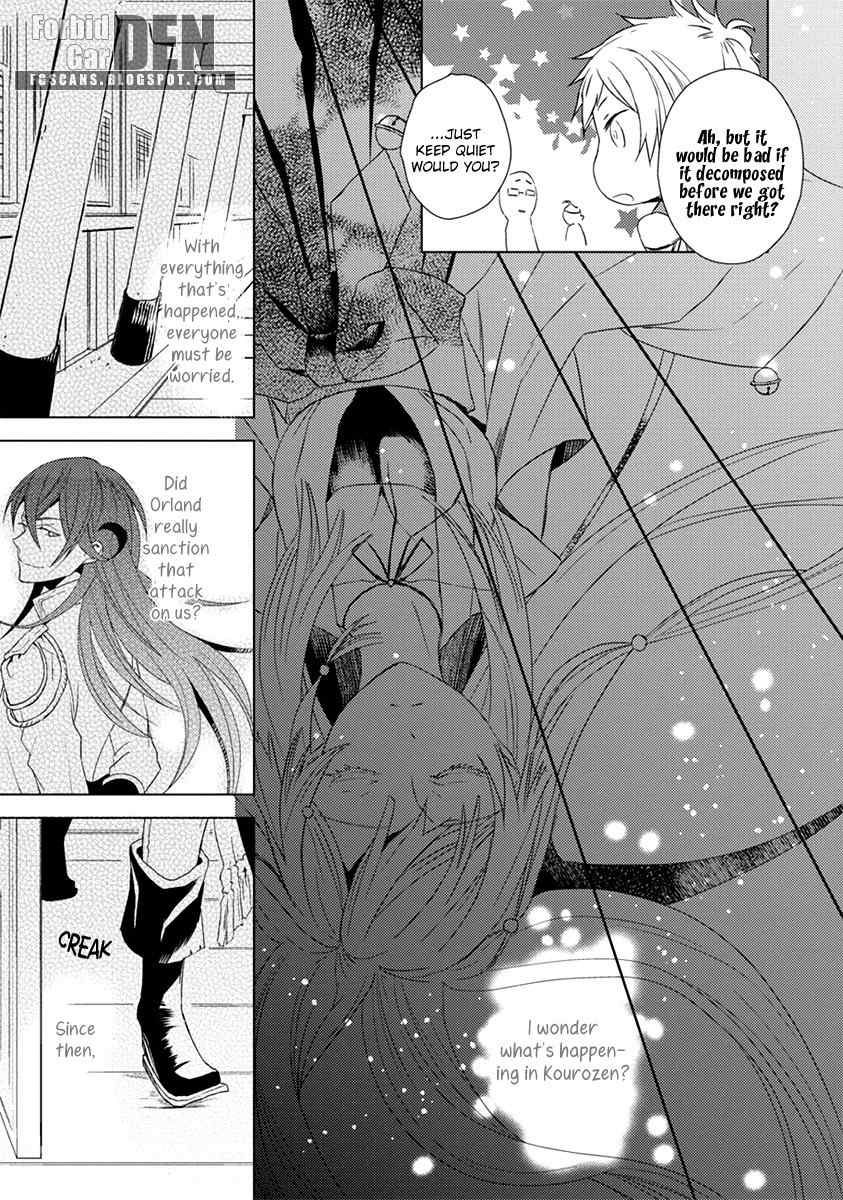 Forbid
Gar
DEN
FGSCANS.BLOGSPOT.COM
Ah, but it
would be bad if
it decomposed
before we got
there right?
...JUST
KEEP QUIET
WOULD YOU?
I wonder
what's happen-
ing in Kourozen?
With
everything
that's
happened,
everyone
must be
worried.
Did
Orland
really
sanction
that
attack
on us?
CREAK
Since
then,